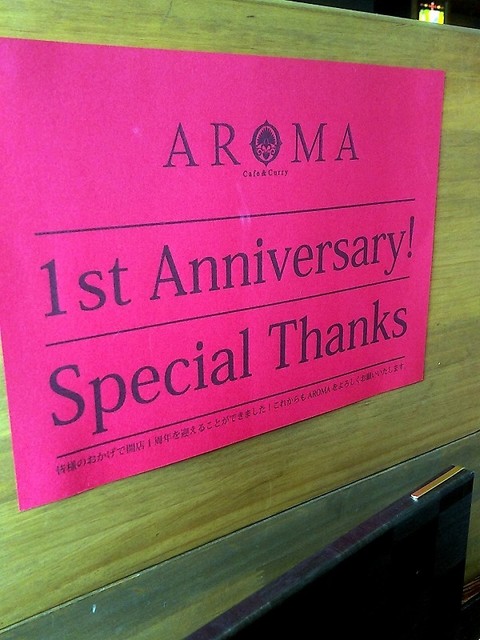 AROMA
Cafe & Curry
1st Anniversary!
Special Thanks
皆様のおかげで開店1周年を迎えることができました!これからもAROMAをよろしくお願いいたします。